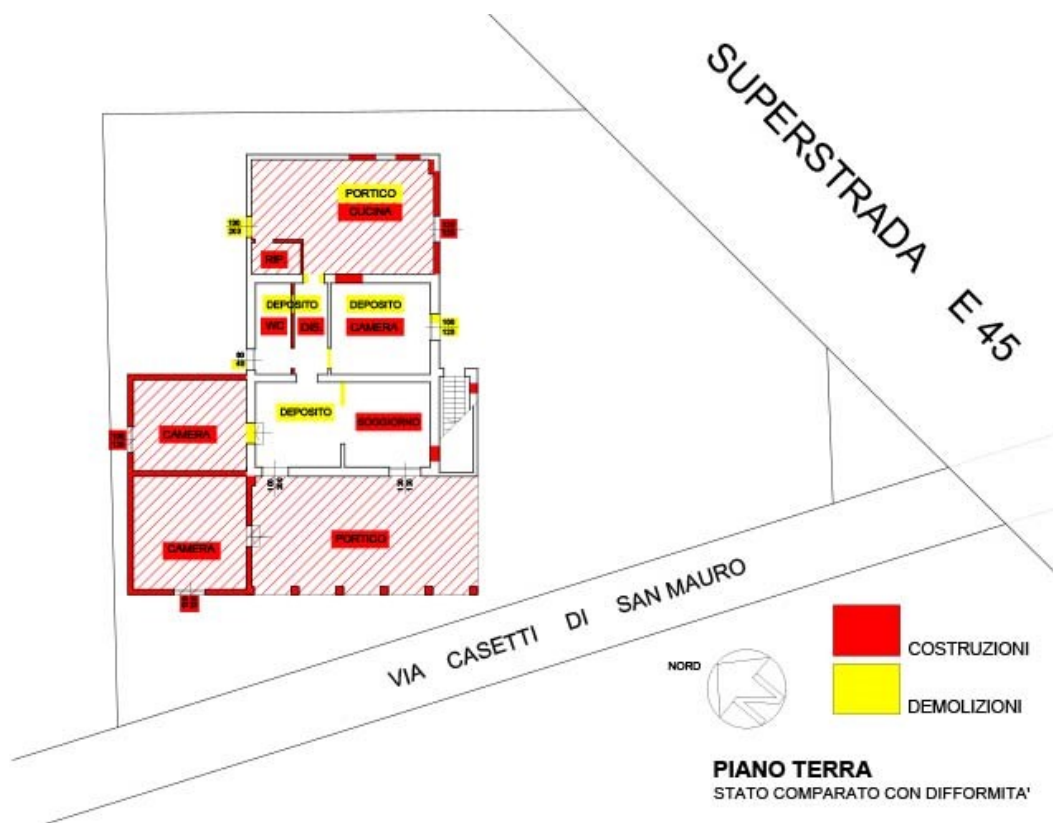 SUPERSTRADA E 45
PORTICO
CUCINA
RIP.
DEPOSITO
DEPOSITO
WC
DIS.
CAMERA
DEPOSITO
SOGGIORNO
CAMERA
CAMERA
PORTICO
VIA CASETTI DI SAN MAURO
NORD
COSTRUZIONI
DEMOLIZIONI
PIANO TERRA
STATO COMPARATO CON DIFFORMITA'